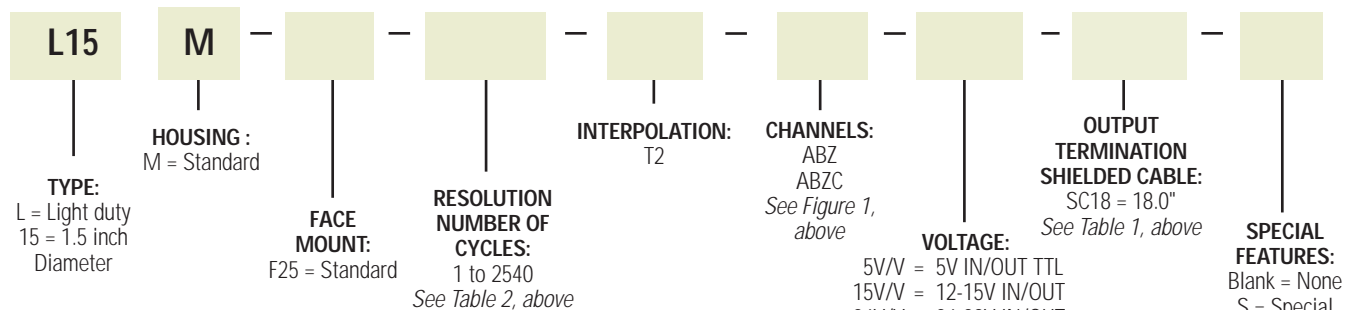 L15 M – – – – – – –
TYPE:
L = Light duty
15 = 1.5 inch
Diameter
HOUSING :
M = Standard
FACE
MOUNT:
F25 = Standard
RESOLUTION
NUMBER OF
CYCLES:
1 to 2540
See Table 2, above
INTERPOLATION:
T2
CHANNELS:
ABZ
ABZC
See Figure 1,
above
VOLTAGE:
5V/V = 5V IN/OUT TTL
15V/V = 12-15V IN/OUT
OUTPUT
TERMINATION
SHIELDED CABLE:
SC18 = 18.0"
See Table 1, above
SPECIAL
FEATURES:
Blank = None
S = Special